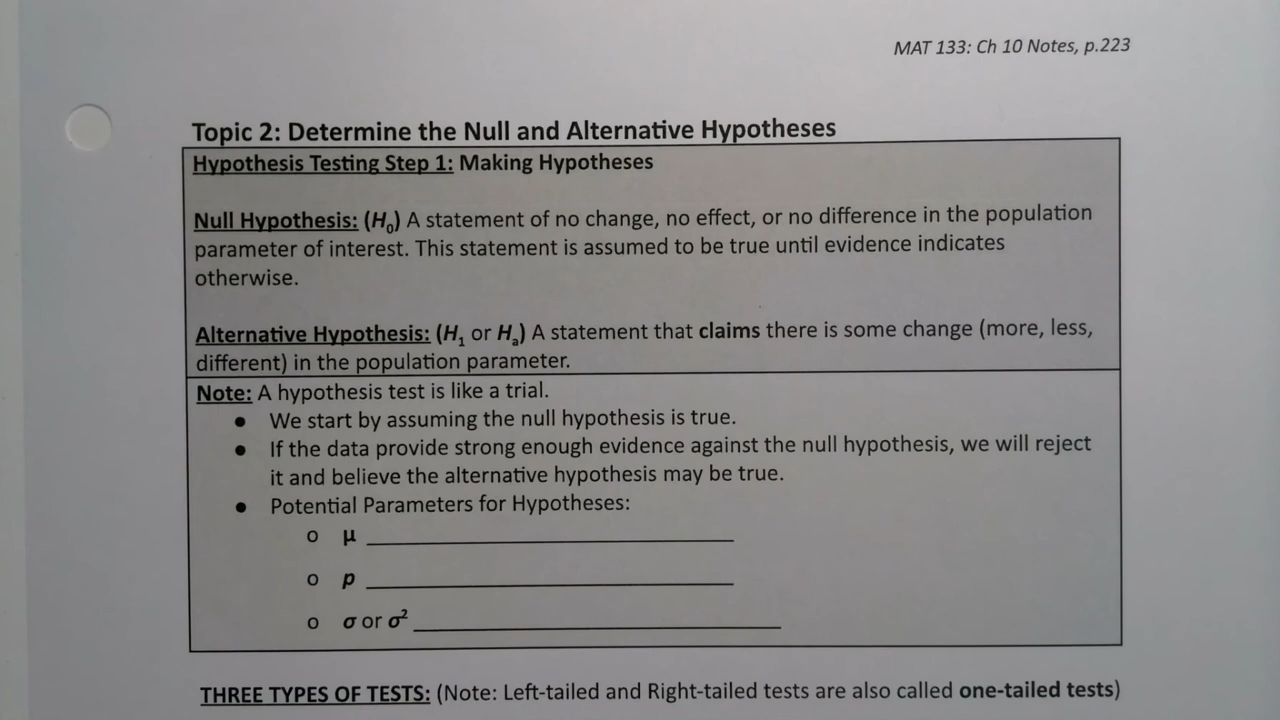 MAT 133: Ch 10 Notes, p.223
Topic 2: Determine the Null and Alternative Hypotheses
Hypothesis Testing Step 1: Making Hypotheses
Null Hypothesis: (H₀) A statement of no change, no effect, or no difference in the population
parameter of interest. This statement is assumed to be true until evidence indicates
otherwise.
Alternative Hypothesis: (H₁ or Hₐ) A statement that claims there is some change (more, less,
different) in the population parameter.
Note: A hypothesis test is like a trial.
● We start by assuming the null hypothesis is true.
● If the data provide strong enough evidence against the null hypothesis, we will reject
it and believe the alternative hypothesis may be true.
● Potential Parameters for Hypotheses:
o μ ____________________
o p ____________________
o σ or σ² ____________________
THREE TYPES OF TESTS: (Note: Left-tailed and Right-tailed tests are also called one-tailed tests)